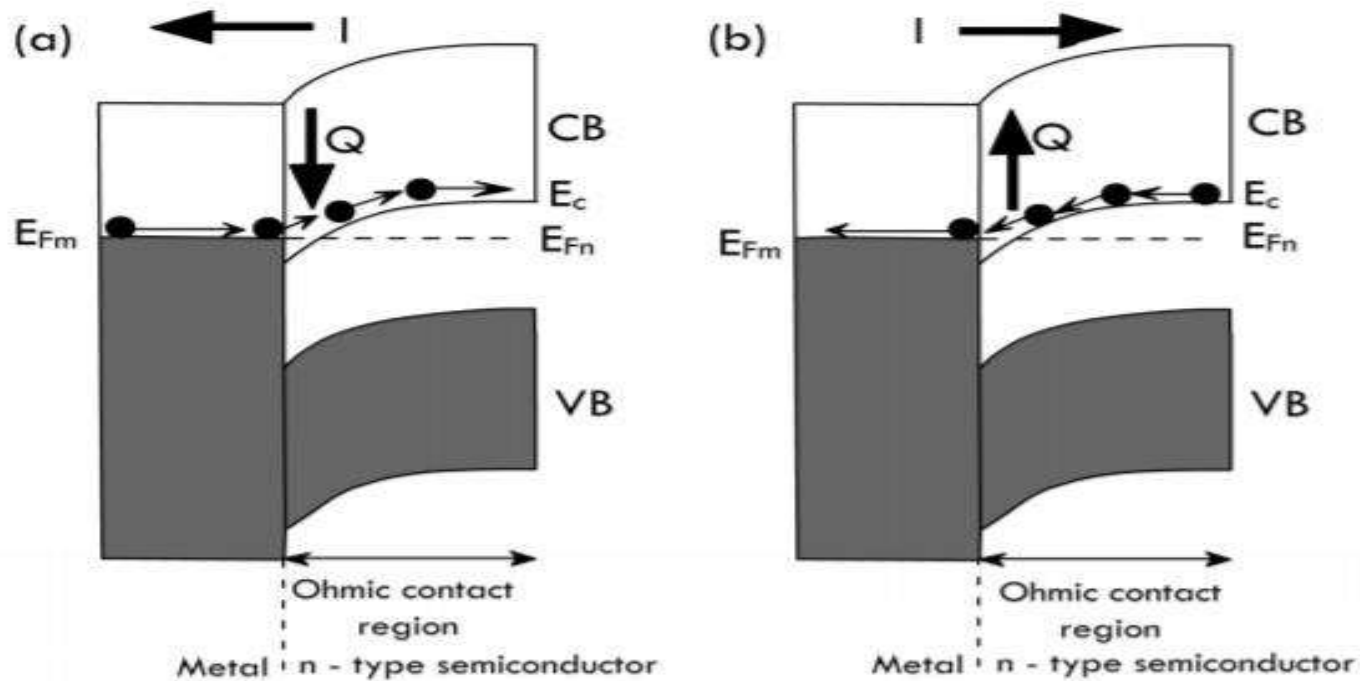 (a)
I
Q
CB
E_c
E_Fm
E_Fn
VB
Ohmic contact
region
Metal
n - type semiconductor
(b)
I
Q
CB
E_c
E_Fm
E_Fn
VB
Ohmic contact
region
Metal
n - type semiconductor